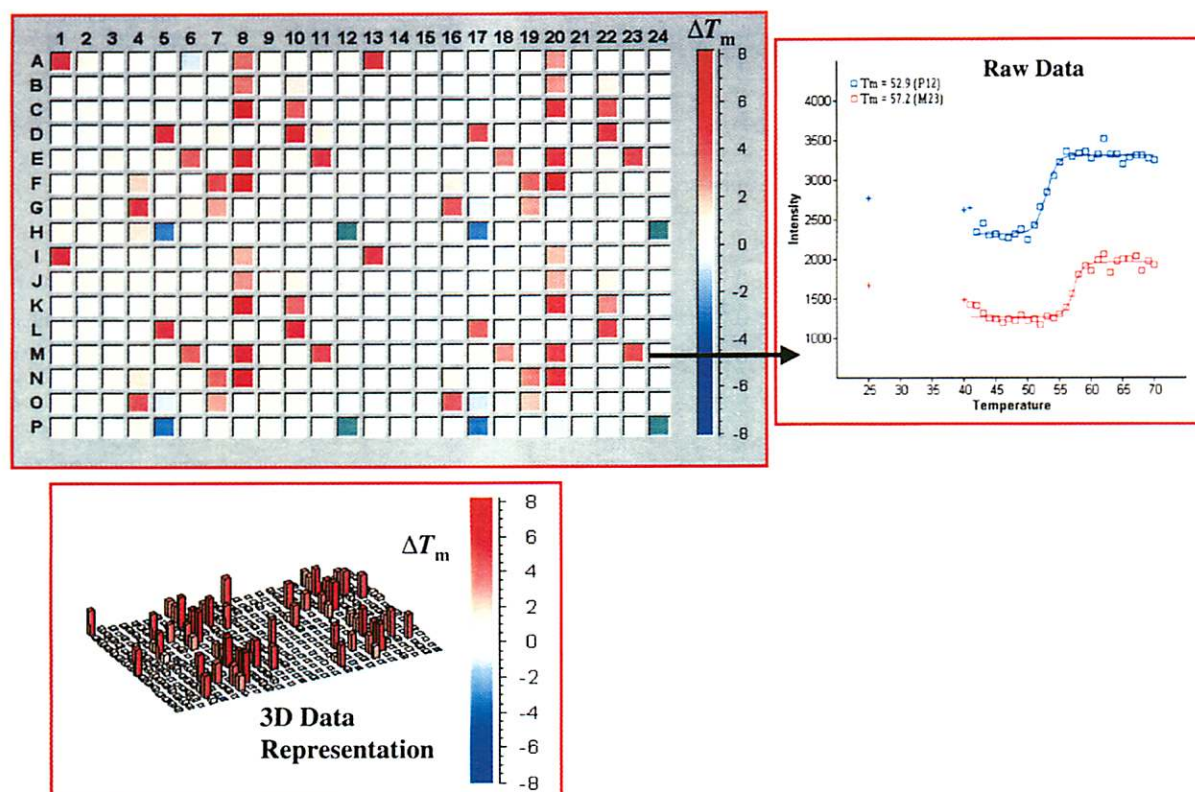 1 2 3 4 5 6 7 8 9 10 11 12 13 14 15 16 17 18 19 20 21 22 23 24
A
B
C
D
E
F
G
H
I
J
K
L
M
N
O
P
ΔTm
8
6
4
2
0
-2
-4
-6
-8
Raw Data
Tm = 52.9 (P12)
Tm = 57.2 (M23)
Intensity
4000
3500
3000
2500
2000
1500
1000
25 30 35 40 45 50 55 60 65 70
Temperature
ΔTm
8
6
4
2
0
-2
-4
-6
-8
3D Data
Representation